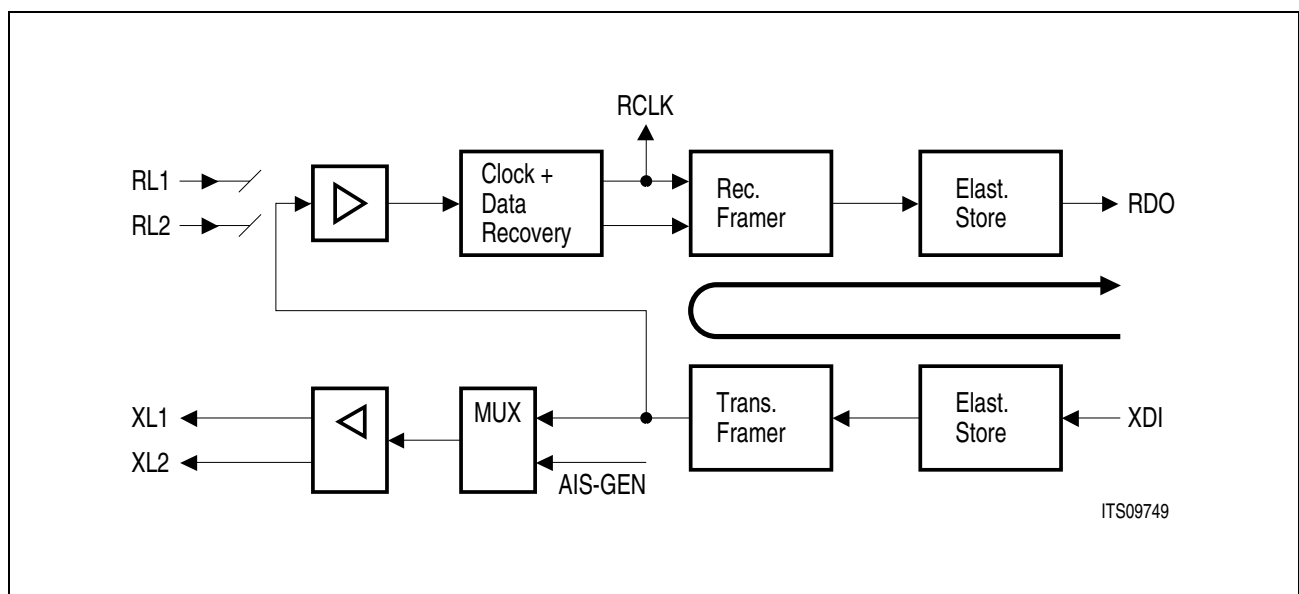 RCLK
RL1
RL2
Clock +
Data
Recovery
Rec.
Framer
Elast.
Store
RDO
XL1
XL2
MUX
AIS-GEN
Trans.
Framer
Elast.
Store
XDI
ITS09749